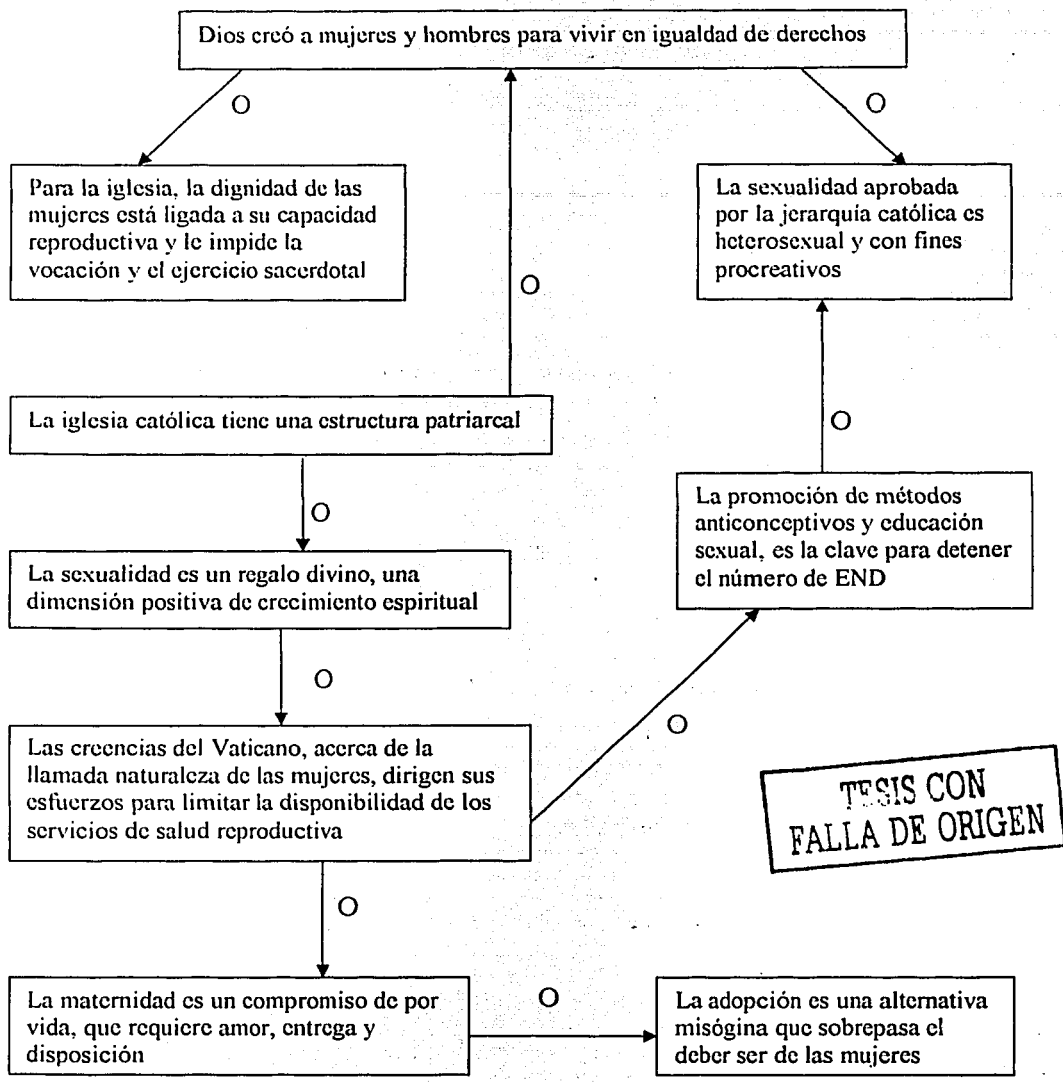 Dios creó a mujeres y hombres para vivir en igualdad de derechos
O
O
Para la iglesia, la dignidad de las
mujeres está ligada a su capacidad
reproductiva y le impide la
vocación y el ejercicio sacerdotal
La sexualidad aprobada
por la jerarquía católica es
heterosexual y con fines
procreativos
O
La iglesia católica tiene una estructura patriarcal
O
O
La promoción de métodos
anticonceptivos y educación
sexual, es la clave para detener
el número de END
La sexualidad es un regalo divino, una
dimensión positiva de crecimiento espiritual
O
O
Las creencias del Vaticano, acerca de la
llamada naturaleza de las mujeres, dirigen sus
esfuerzos para limitar la disponibilidad de los
servicios de salud reproductiva
TESIS CON
FALLA DE ORIGEN
O
La maternidad es un compromiso de por
vida, que requiere amor, entrega y
disposición
O
La adopción es una alternativa
misógina que sobrepasa el
deber ser de las mujeres